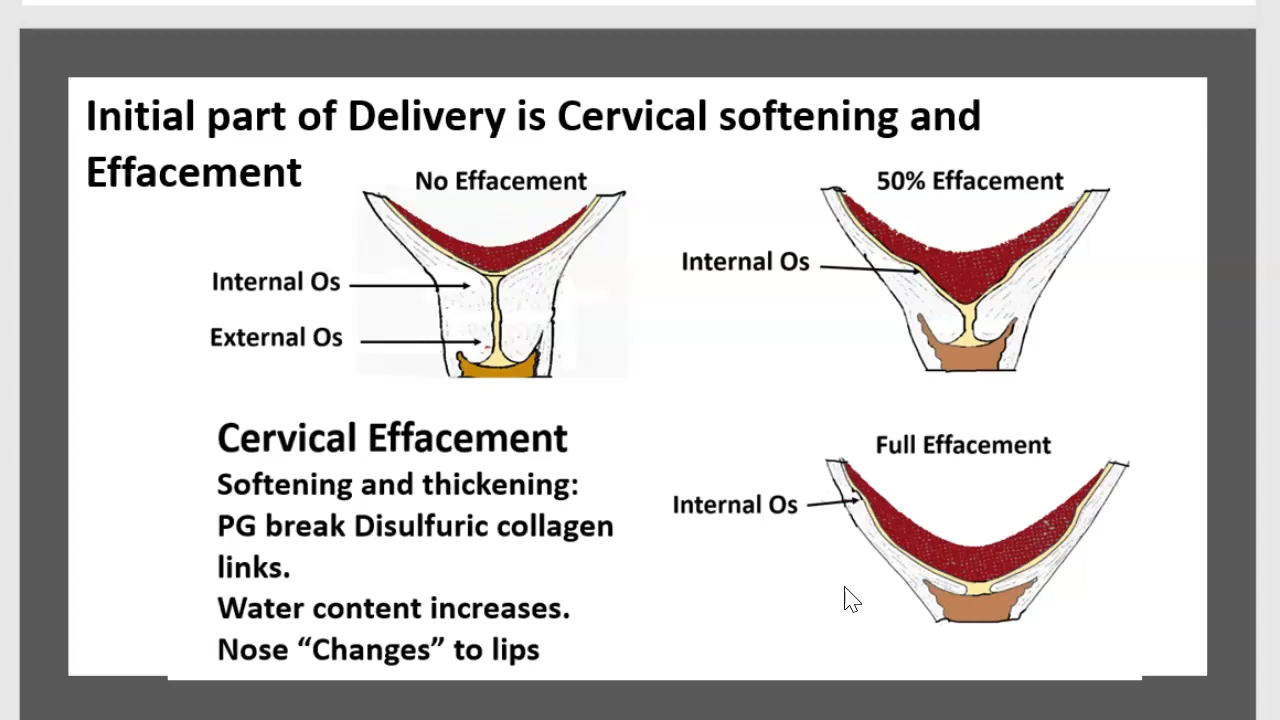 Initial part of Delivery is Cervical softening and
Effacement
No Effacement
50% Effacement
Internal Os
Internal Os
External Os
Cervical Effacement
Full Effacement
Softening and thickening:
Internal Os
PG break Disulfuric collagen
links.
Water content increases.
Nose “Changes” to lips